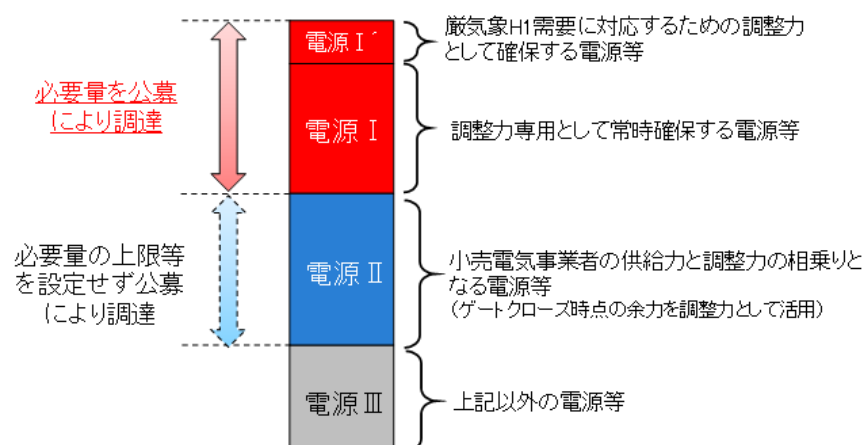 電源Ⅰ´
厳気象H1需要に対応するための調整力
として確保する電源等
必要量を公募
により調達
電源Ⅰ
調整力専用として常時確保する電源等
必要量の上限等
を設定せず公募
により調達
電源Ⅱ
小売電気事業者の供給力と調整力の相乗りと
なる電源等
(ゲートクローズ時点の余力を調整力として活用)
電源Ⅲ
上記以外の電源等